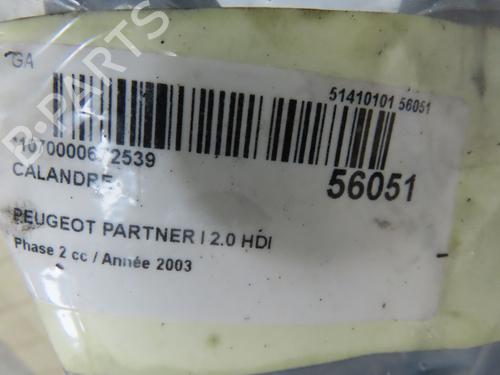 GA
51410101 56051
CALANDRE
56051
PEUGEOT PARTNER I 2.0 HDI
Phase 2 cc / Année 2003
B-PARTS